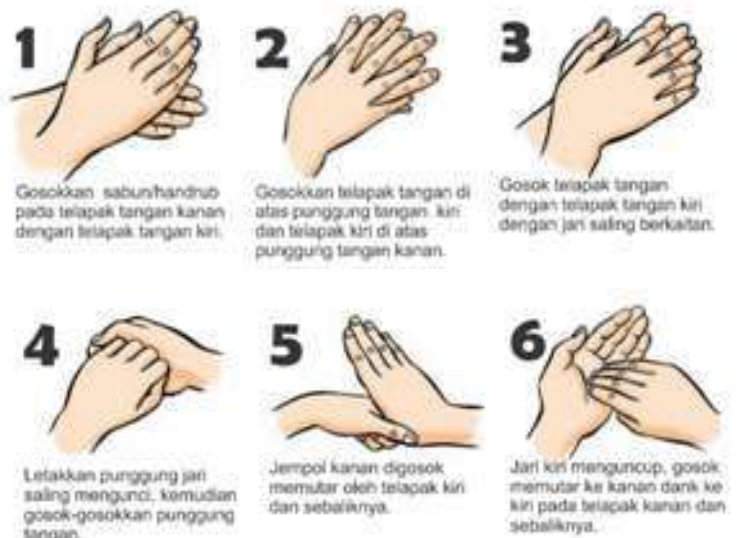 1
Gosokkan sabun/handrub
pada telapak tangan kanan
dengan telapak tangan kiri.
2
Gosokkan telapak tangan di
atas punggung tangan kiri
dan telapak kiri di atas
punggung tangan kanan.
3
Gosok telapak tangan
dengan telapak tangan kiri
dengan jari saling berkaitan.
4
Letakkan punggung jari
saling mengunci, kemudian
gosok-gosokkan punggung
tangan.
5
Jempol kanan digosok
memutar oleh telapak kiri
dan sebaliknya.
6
Jari kiri menguncup, gosok
memutar ke kanan dank ke
kiri pada telapak kanan dan
sebaliknya.